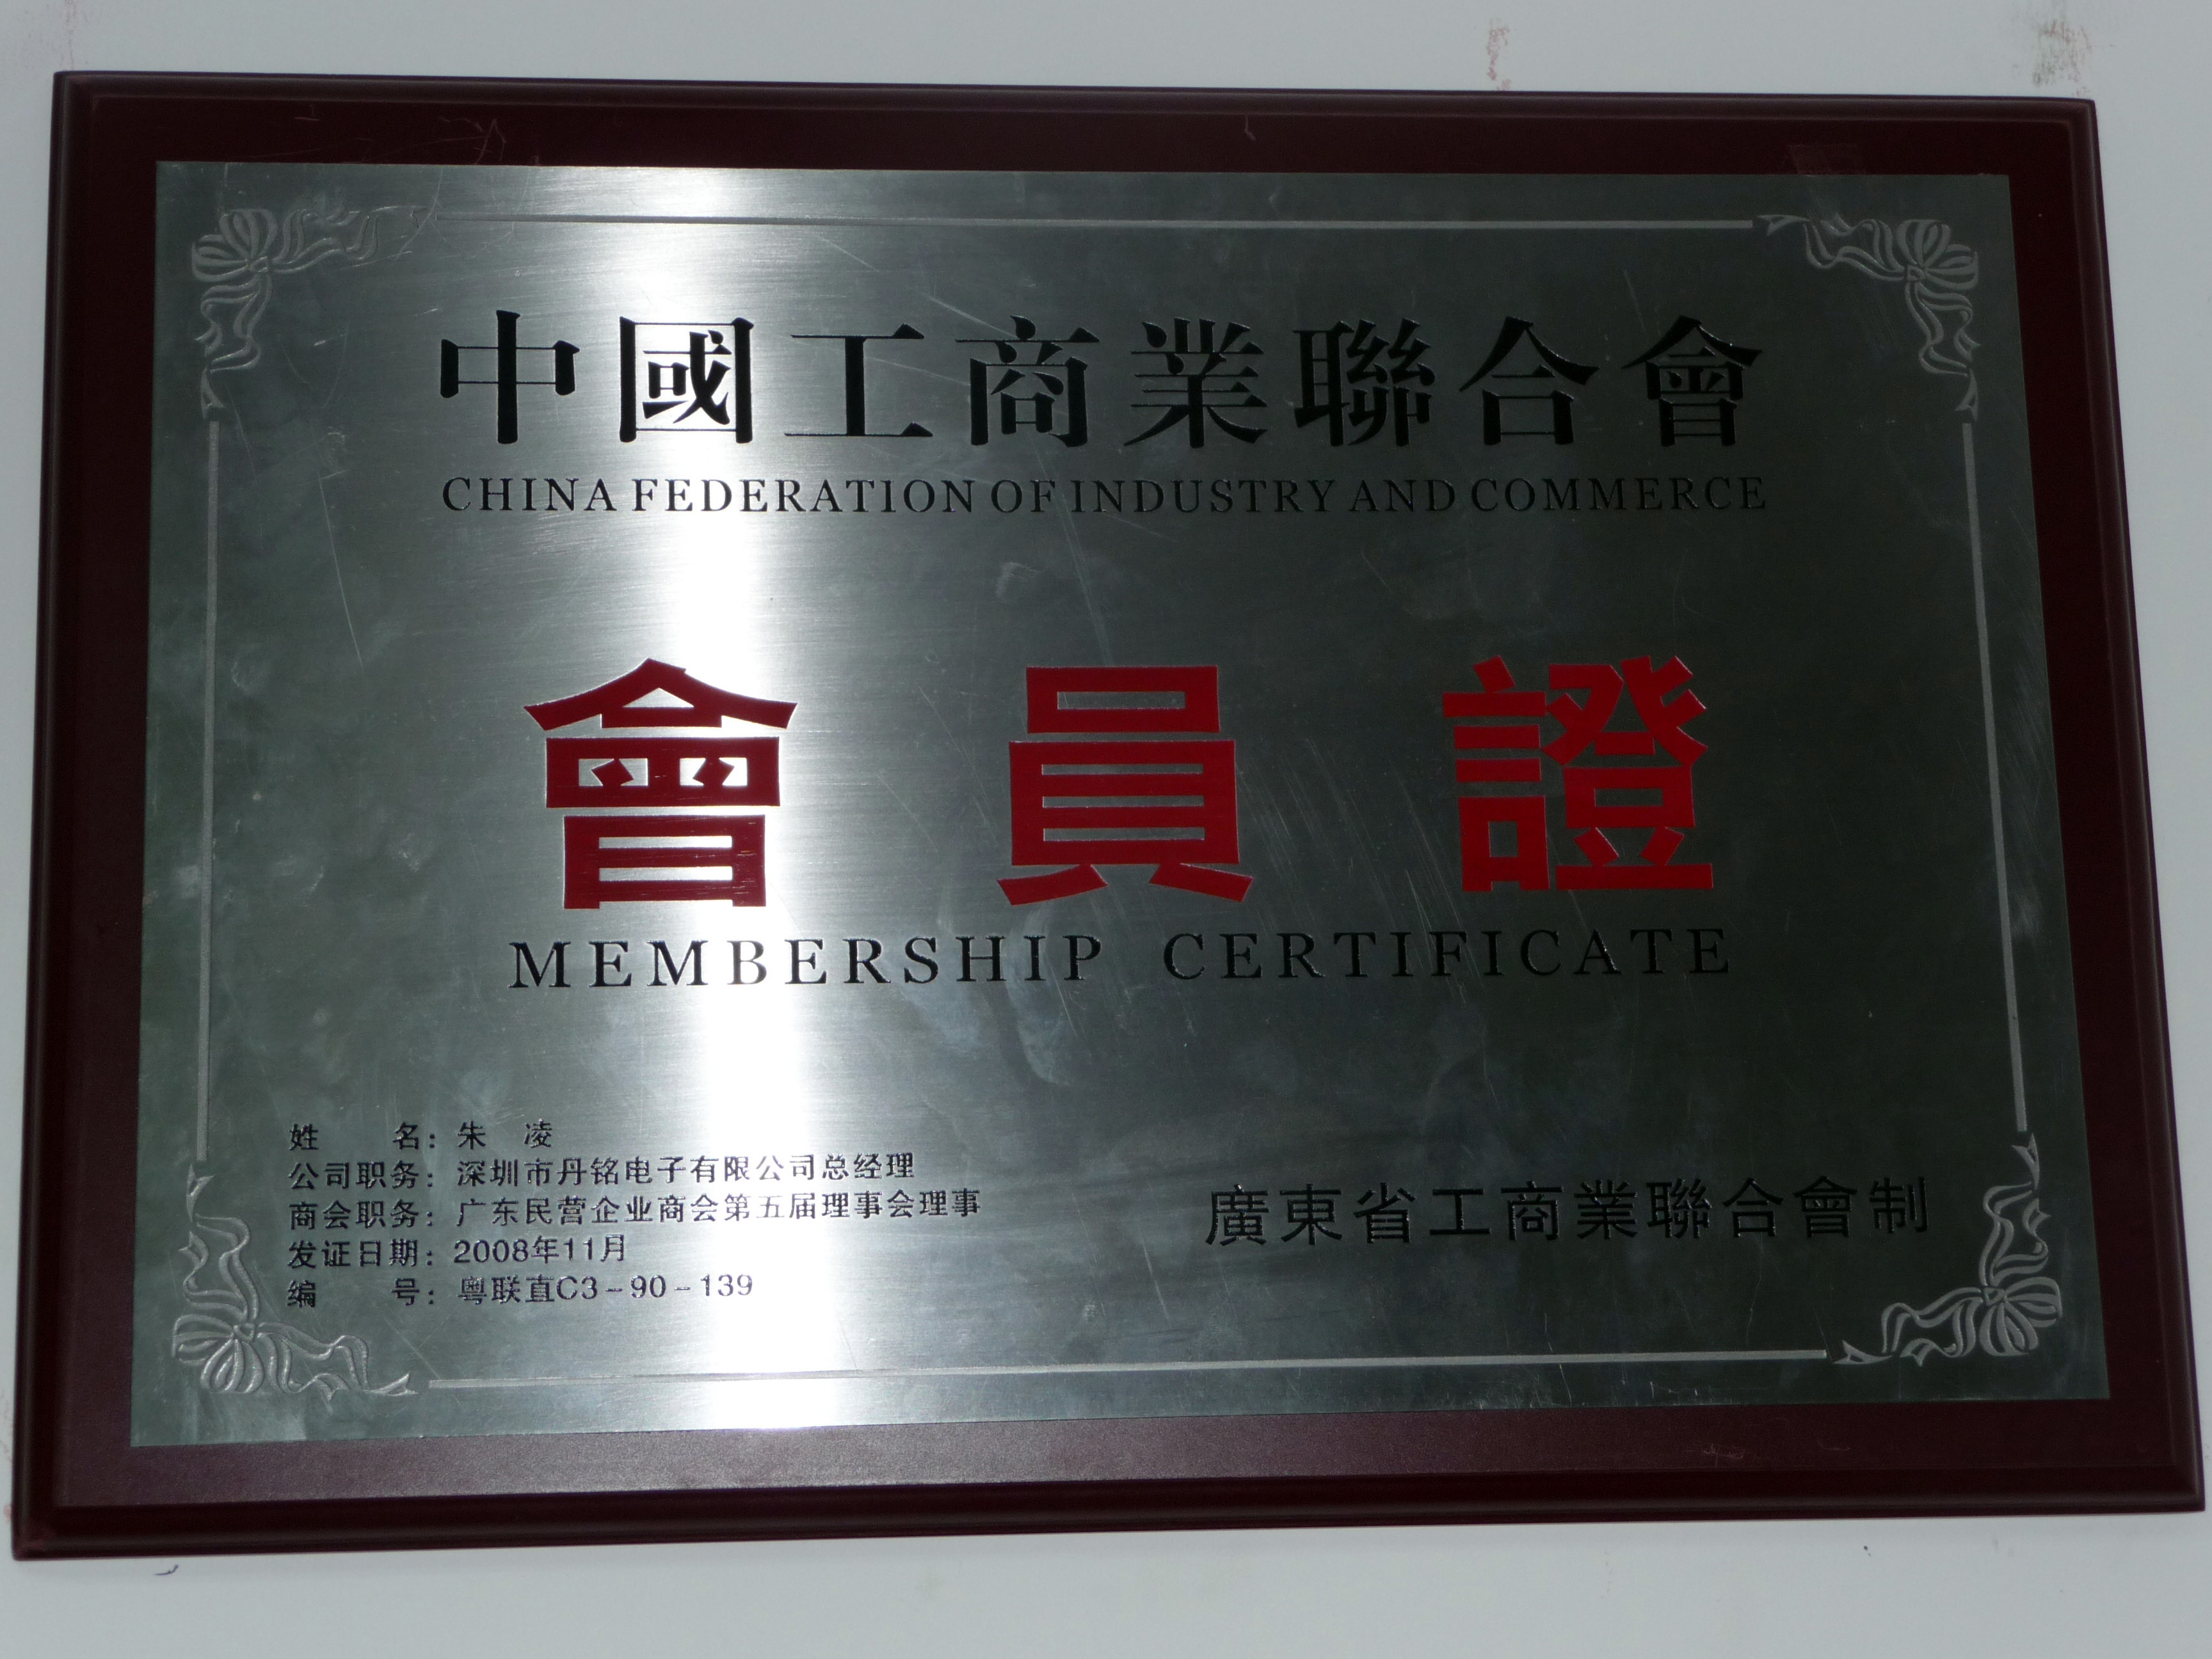 中國工商業聯合會
CHINA FEDERATION OF INDUSTRY AND COMMERCE
會員證
MEMBERSHIP CERTIFICATE
姓 名：朱 凌
公司职务：深圳市丹铭电子有限公司总经理
商会职务：广东民营企业商会第五届理事会理事
发证日期：2008年11月
编 号：粤联直C3-90-139
廣東省工商業聯合會制